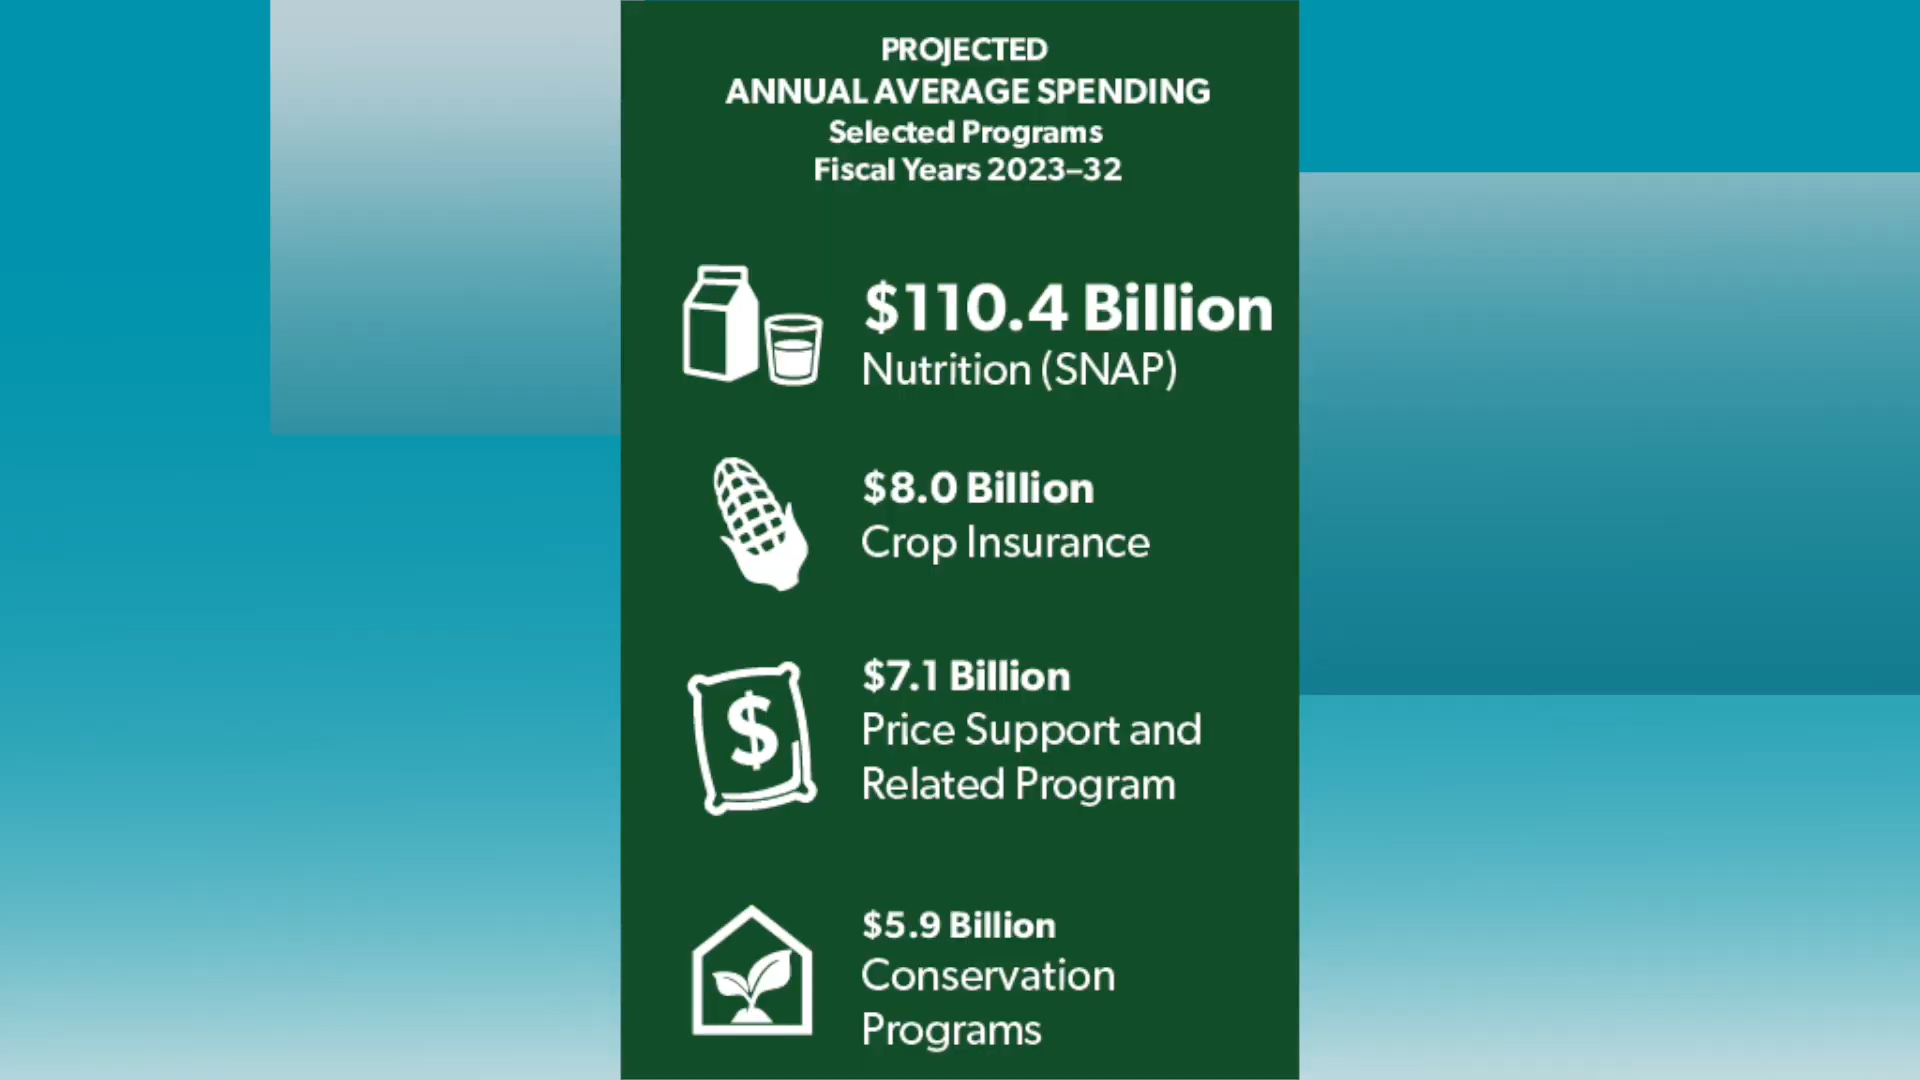 PROJECTED
ANNUAL AVERAGE SPENDING
Selected Programs
Fiscal Years 2023–32
$110.4 Billion
Nutrition (SNAP)
$8.0 Billion
Crop Insurance
$
$7.1 Billion
Price Support and
Related Program
$5.9 Billion
Conservation
Programs